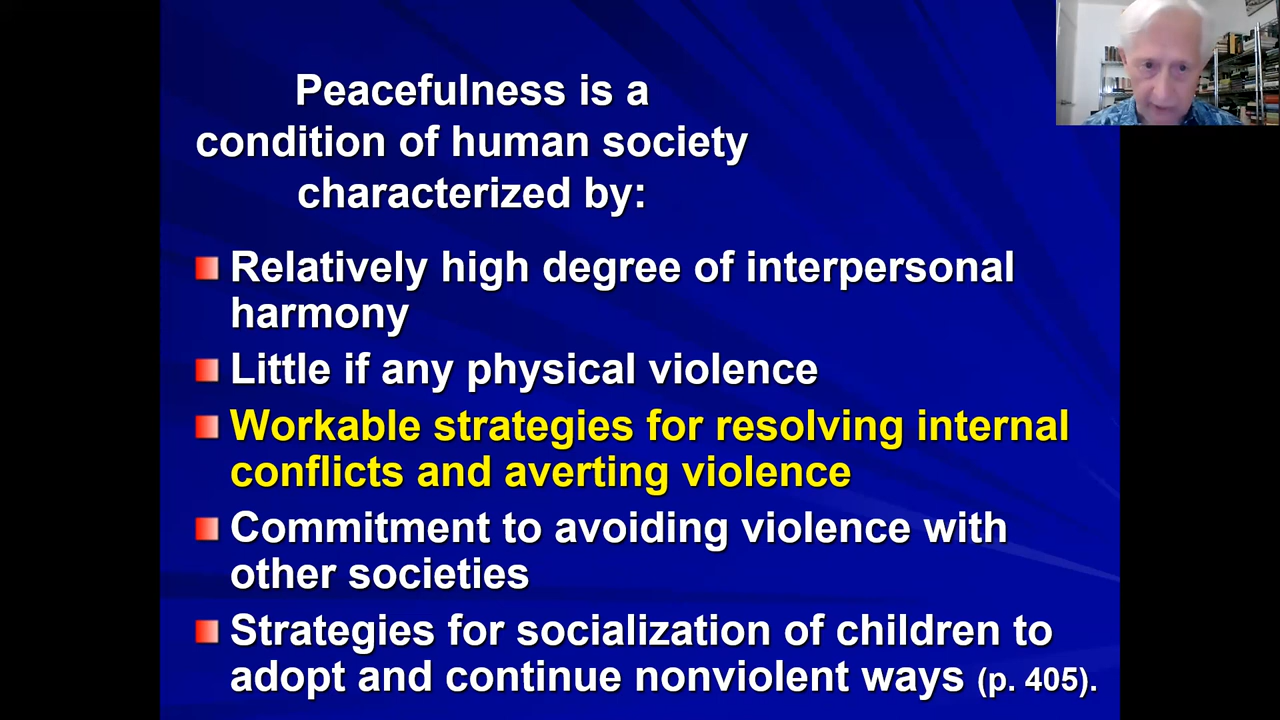 Peacefulness is a
condition of human society
characterized by:
Relatively high degree of interpersonal
harmony
Little if any physical violence
Workable strategies for resolving internal
conflicts and averting violence
Commitment to avoiding violence with
other societies
Strategies for socialization of children to
adopt and continue nonviolent ways (p. 405).